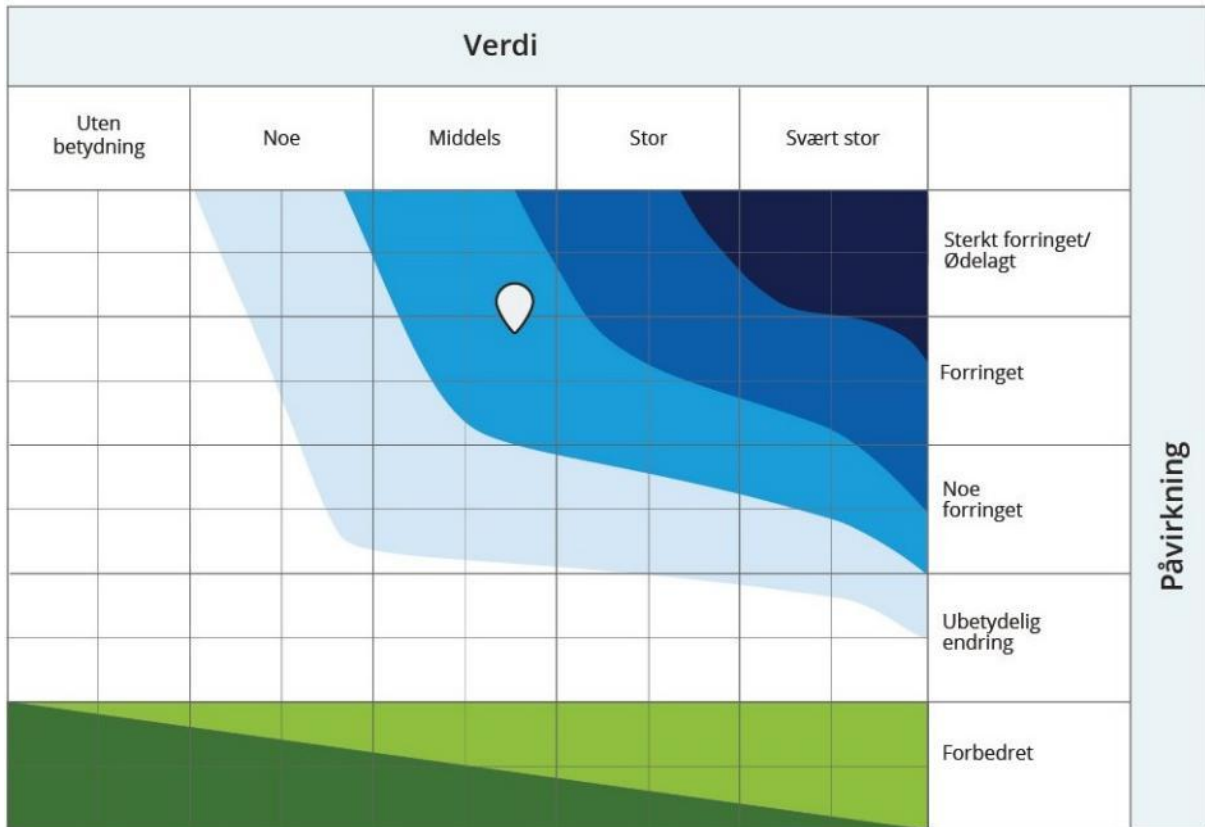 Verdi
Uten
betydning
Noe
Middels
Stor
Svært stor
Sterkt forringet/
Ødelagt
Forringet
Noe
forringet
Ubetydelig
endring
Forbedret
Påvirkning